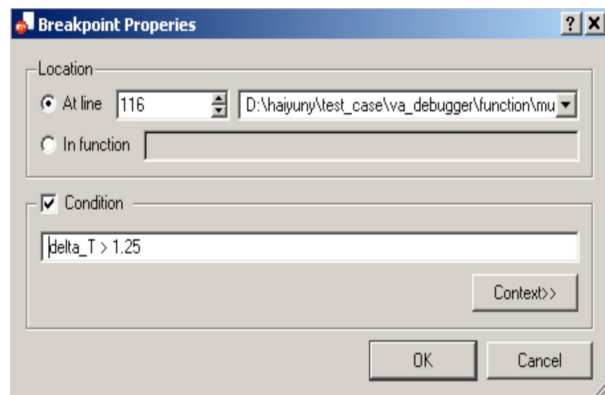 Breakpoint Properies
Location
At line 116 D:\haiyuny\test_case\va_debugger\function\mu
In function
Condition
delta_T > 1.25
Context>>
OK Cancel